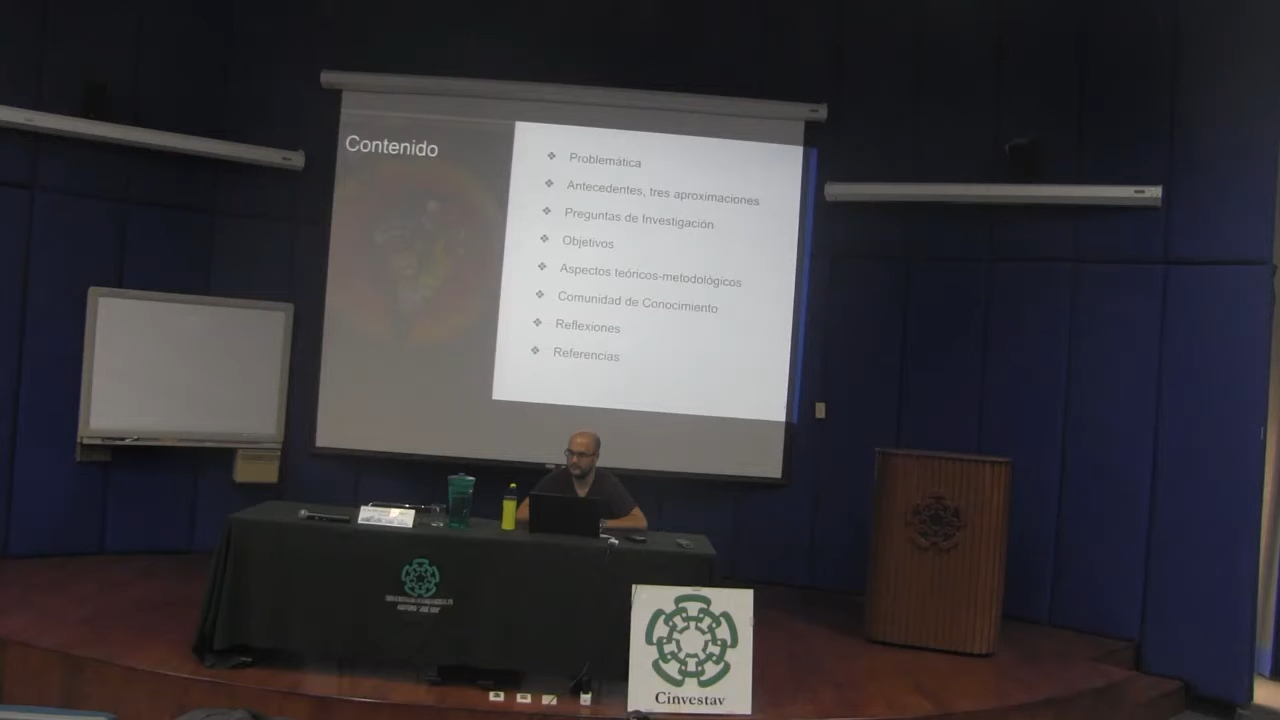 Contenido
❖ Problemática
❖ Antecedentes, tres aproximaciones
❖ Preguntas de Investigación
❖ Objetivos
❖ Aspectos teóricos-metodológicos
❖ Comunidad de Conocimiento
❖ Reflexiones
❖ Referencias
Cinvestav